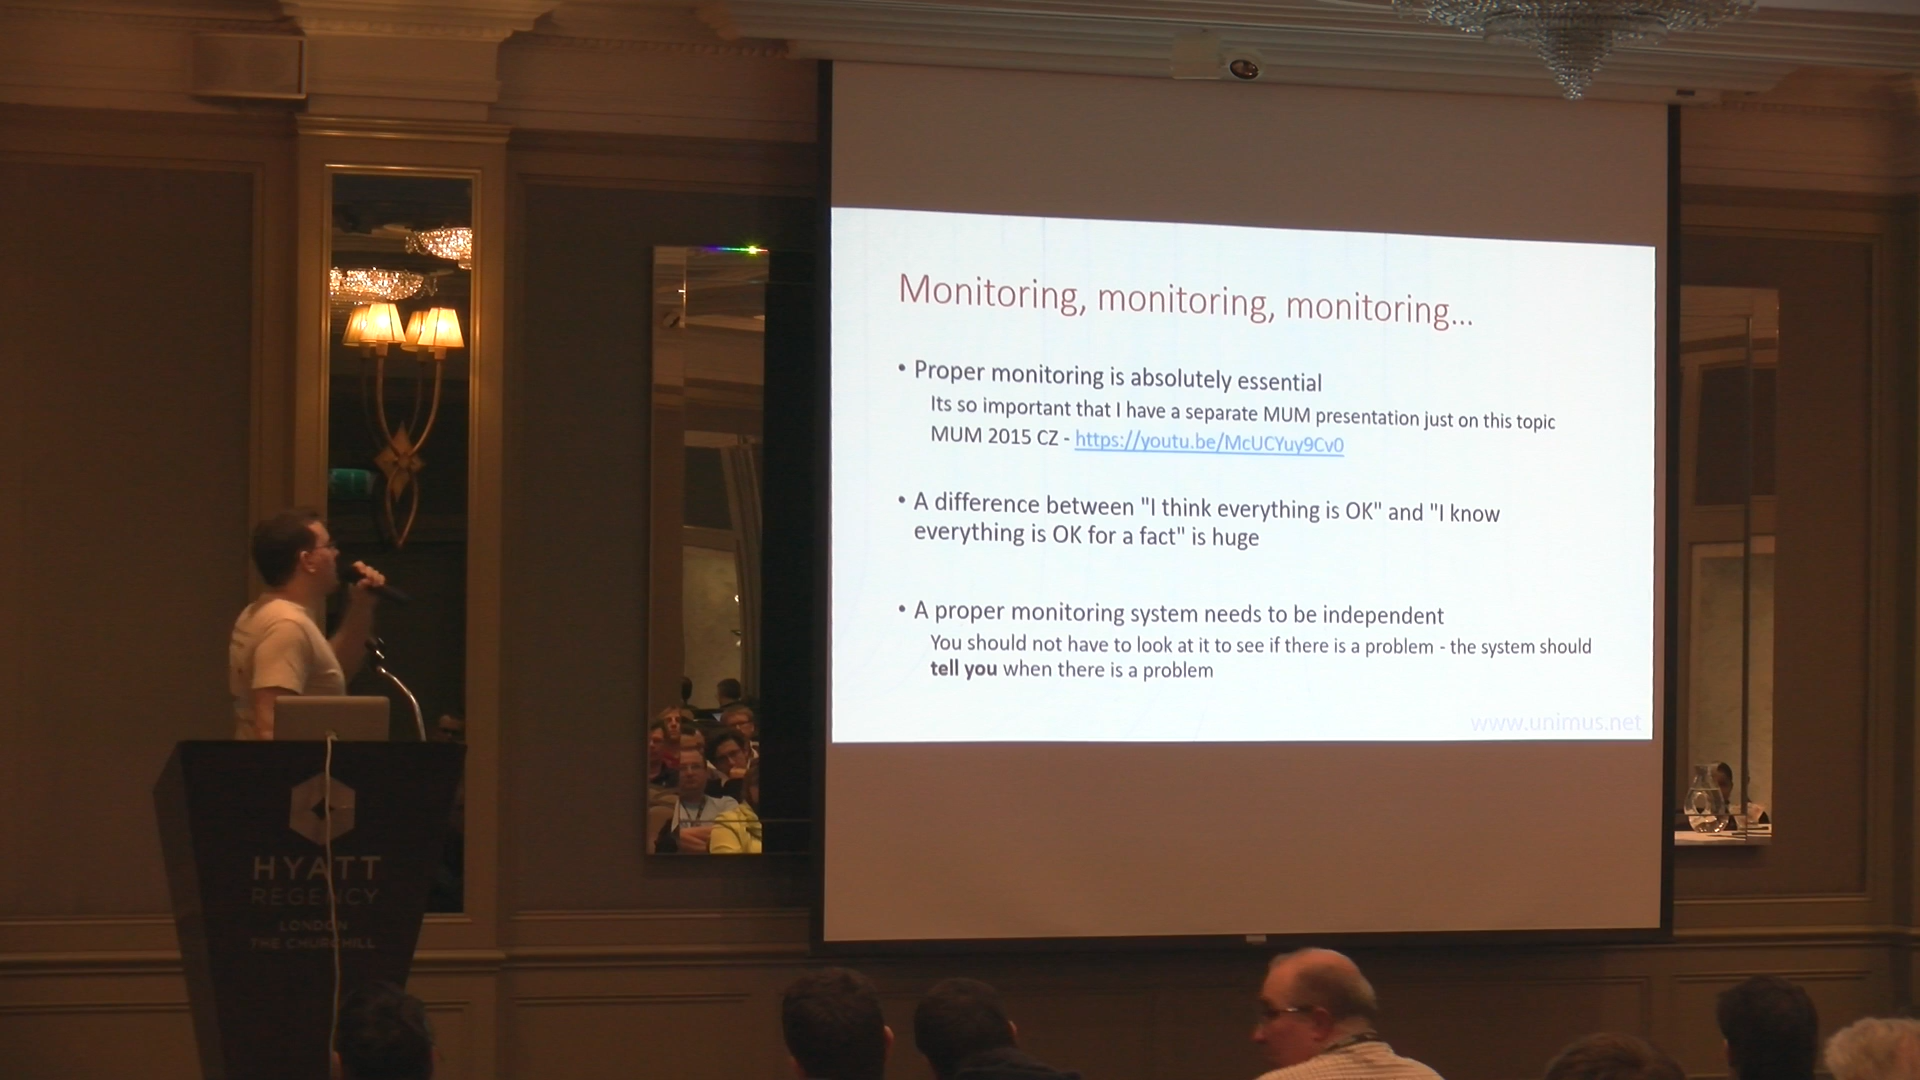 Monitoring, monitoring, monitoring...
• Proper monitoring is absolutely essential
Its so important that I have a separate MUM presentation just on this topic
MUM 2015 CZ - https://youtu.be/McUCYuy9Cv0
• A difference between "I think everything is OK" and "I know
everything is OK for a fact" is huge
• A proper monitoring system needs to be independent
You should not have to look at it to see if there is a problem - the system should
tell you when there is a problem
www.unimus.net
HYATT
REGENCY
LONDON
THE CHURCHILL